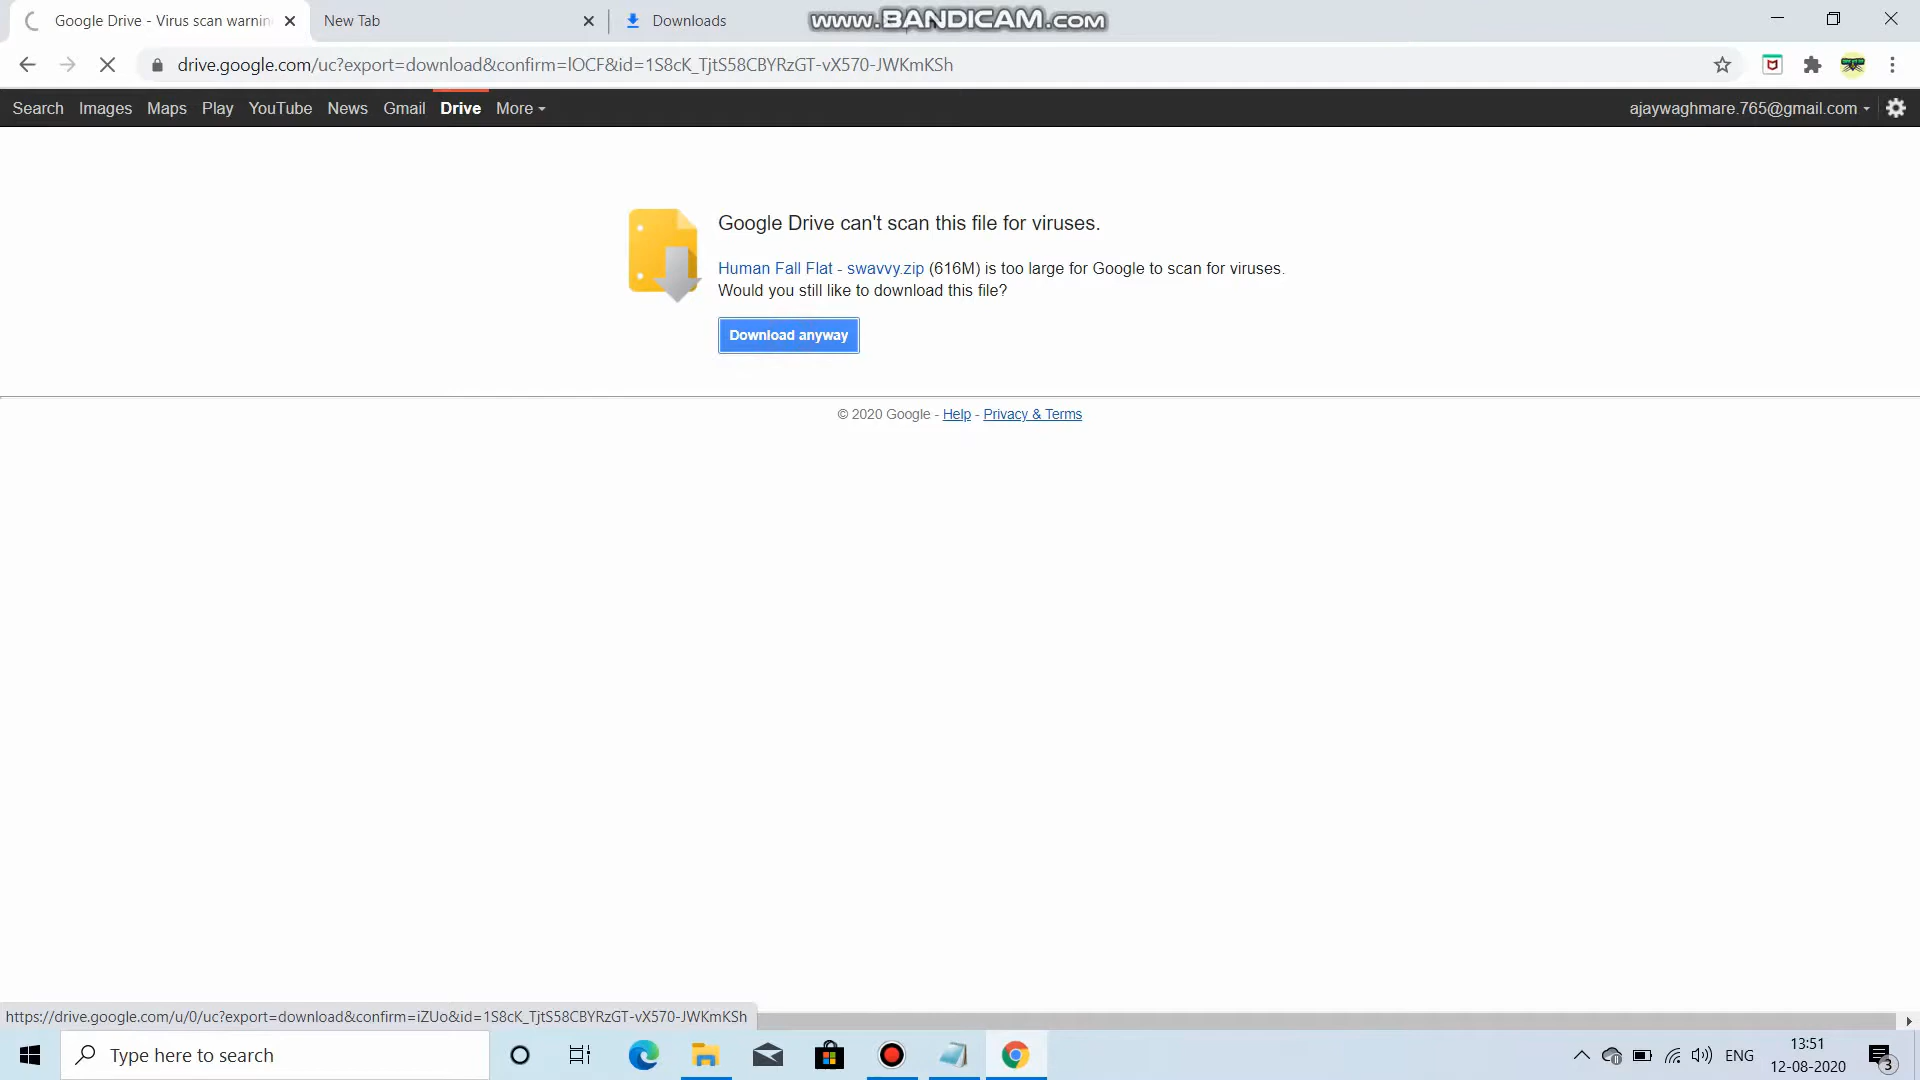 Google Drive - Virus scan warnin
New Tab
Downloads
www.BANDICAM.com
drive.google.com/uc?export=download&confirm=lOCF&id=1S8cK_TjtS58CBYRzGT-vX570-JWKmKSh
Search Images Maps Play YouTube News Gmail Drive More
ajaywaghmare.765@gmail.com
Google Drive can't scan this file for viruses.
Human Fall Flat - swavvy.zip (616M) is too large for Google to scan for viruses.
Would you still like to download this file?
Download anyway
© 2020 Google - Help - Privacy & Terms
https://drive.google.com/u/0/uc?export=download&confirm=iZUo&id=1S8cK_TjtS58CBYRzGT-vX570-JWKmKSh
Type here to search
ENG
13:51
12-08-2020
3